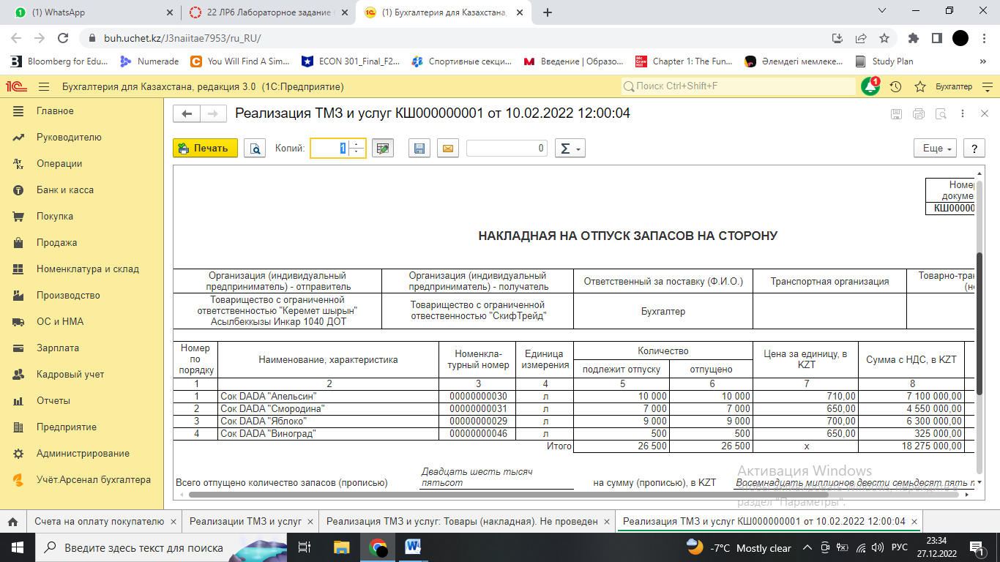 (1) WhatsApp
22 ЛР6 Лабораторное задание
(1) Бухгалтерия для Казахстана,
buh.uchet.kz/J3naiitae7953/ru_RU/
Bloomberg for Edu...
Numerade
You Will Find A Sim...
ECON 301_Final_F2...
Спортивные секци...
Введение | Образо...
Chapter 1: The Fun...
Әлемдегі мемлеке...
Study Plan
»
Бухгалтерия для Казахстана, редакция 3.0 (1С:Предприятие)
Поиск Ctrl+Shift+F
1
Бухгалтер
Главное
Руководителю
Операции
Банк и касса
Покупка
Продажа
Номенклатура и склад
Производство
ОС и НМА
Зарплата
Кадровый учет
Отчеты
Предприятие
Администрирование
Учёт.Арсенал бухгалтера
Реализация ТМЗ и услуг КШ000000001 от 10.02.2022 12:00:04
Печать
Копий:
1
0
Σ
Еще
?
Номе
докуме
КШ00000
НАКЛАДНАЯ НА ОТПУСК ЗАПАСОВ НА СТОРОНУ
Организация (индивидуальный предприниматель) - отправитель
Организация (индивидуальный предприниматель) - получатель
Ответственный за поставку (Ф.И.О.)
Транспортная организация
Товарно-тран
(н
Товарищество с ограниченной ответственностью "Керемет шырын" Асылбеккызы Инкар 1040 ДОТ
Товарищество с ограниченной отвественностью "СкифТрейд"
Бухгалтер
Номер по порядку
Наименование, характеристика
Номенкла-турный номер
Единица измерения
Количество
подлежит отпуску
отпущено
Цена за единицу, в KZT
Сумма с НДС, в KZT
1 2 3 4 5 6 7 8
1 Сок DADA "Апельсин" 00000000030 л 10 000 10 000 710,00 7 100 000,00
2 Сок DADA "Смородина" 00000000031 л 7 000 7 000 650,00 4 550 000,00
3 Сок DADA "Яблоко" 00000000029 л 9 000 9 000 700,00 6 300 000,00
4 Сок DADA "Виноград" 00000000046 л 500 500 650,00 325 000,00
Итого 26 500 26 500 x 18 275 000,00
Всего отпущено количество запасов (прописью)
Двадцать шесть тысяч
пятьсот
на сумму (прописью), в KZT
Восемнадцать миллионов двести семьдесят пять т
Активация Windows
Чтобы активировать Windows, перейдите в
раздел "Параметры".
Счета на оплату покупателю
Реализации ТМЗ и услуг
Реализация ТМЗ и услуг: Товары (накладная). Не проведен
Реализация ТМЗ и услуг КШ000000001 от 10.02.2022 12:00:04
Введите здесь текст для поиска
-7°C Mostly clear
РУС
23:34
27.12.2022
1